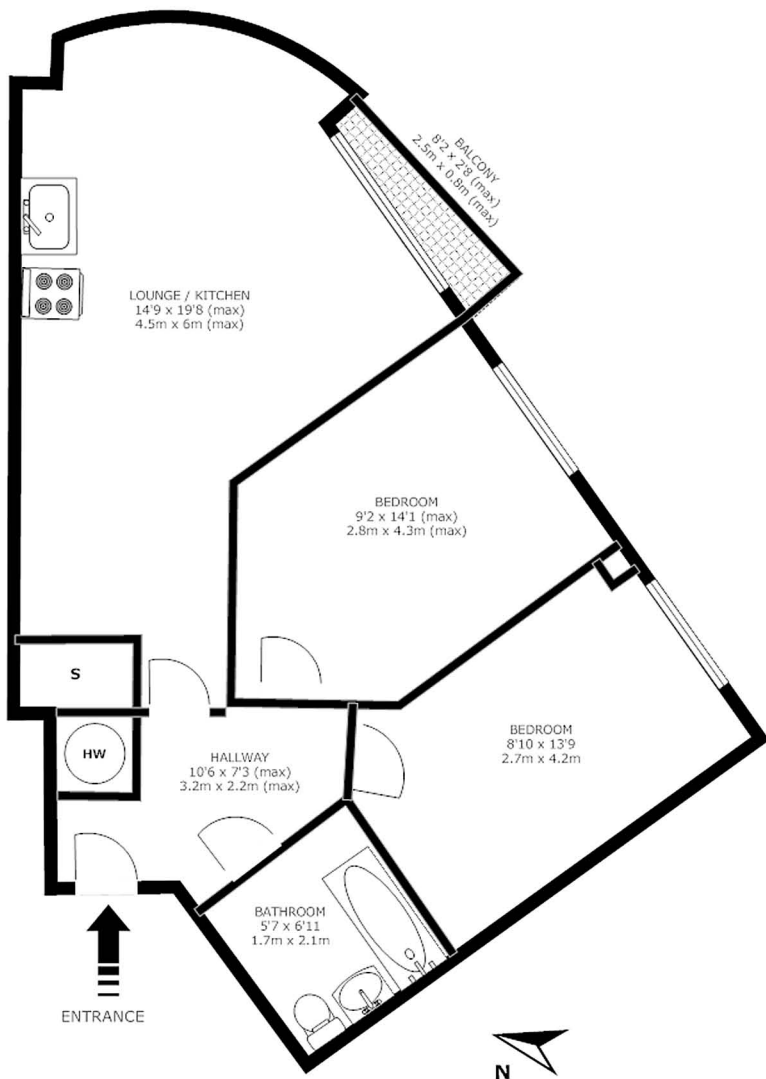 BALCONY
8'2 x 2'8 (max)
2.5m x 0.8m (max)
LOUNGE / KITCHEN
14'9 x 19'8 (max)
4.5m x 6m (max)
BEDROOM
9'2 x 14'1 (max)
2.8m x 4.3m (max)
S
HW
HALLWAY
10'6 x 7'3 (max)
3.2m x 2.2m (max)
BEDROOM
8'10 x 13'9
2.7m x 4.2m
BATHROOM
5'7 x 6'11
1.7m x 2.1m
ENTRANCE
N